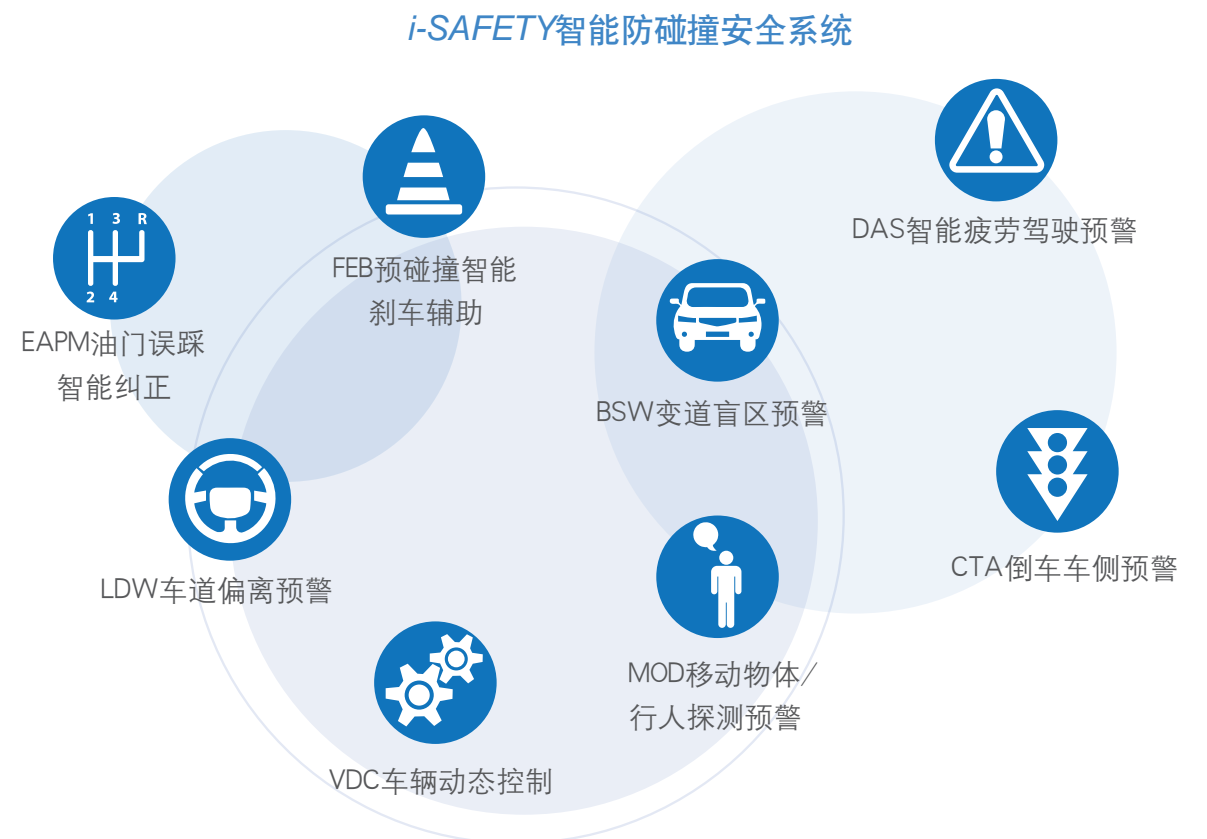 i-SAFETY智能防碰撞安全系统
DAS智能疲劳驾驶预警
1 3 R
2 4
EAPM油门误踩
智能纠正
FEB预碰撞智能
刹车辅助
BSW变道盲区预警
LDW车道偏离预警
CTA倒车车侧预警
MOD移动物体/
行人探测预警
VDC车辆动态控制